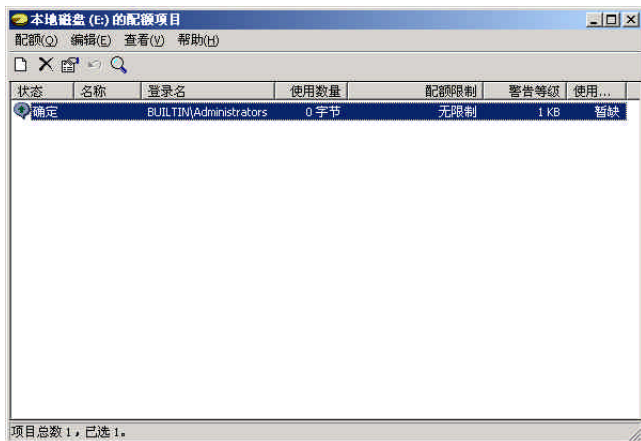 本地磁盘 (E:) 的配额项目
配额(Q) 编辑(E) 查看(V) 帮助(H)
状态 名称 登录名 使用数量 配额限制 警告等级 使用...
确定 BUILTIN\Administrators 0 字节 无限制 1 KB 暂缺
项目总数 1，已选 1。